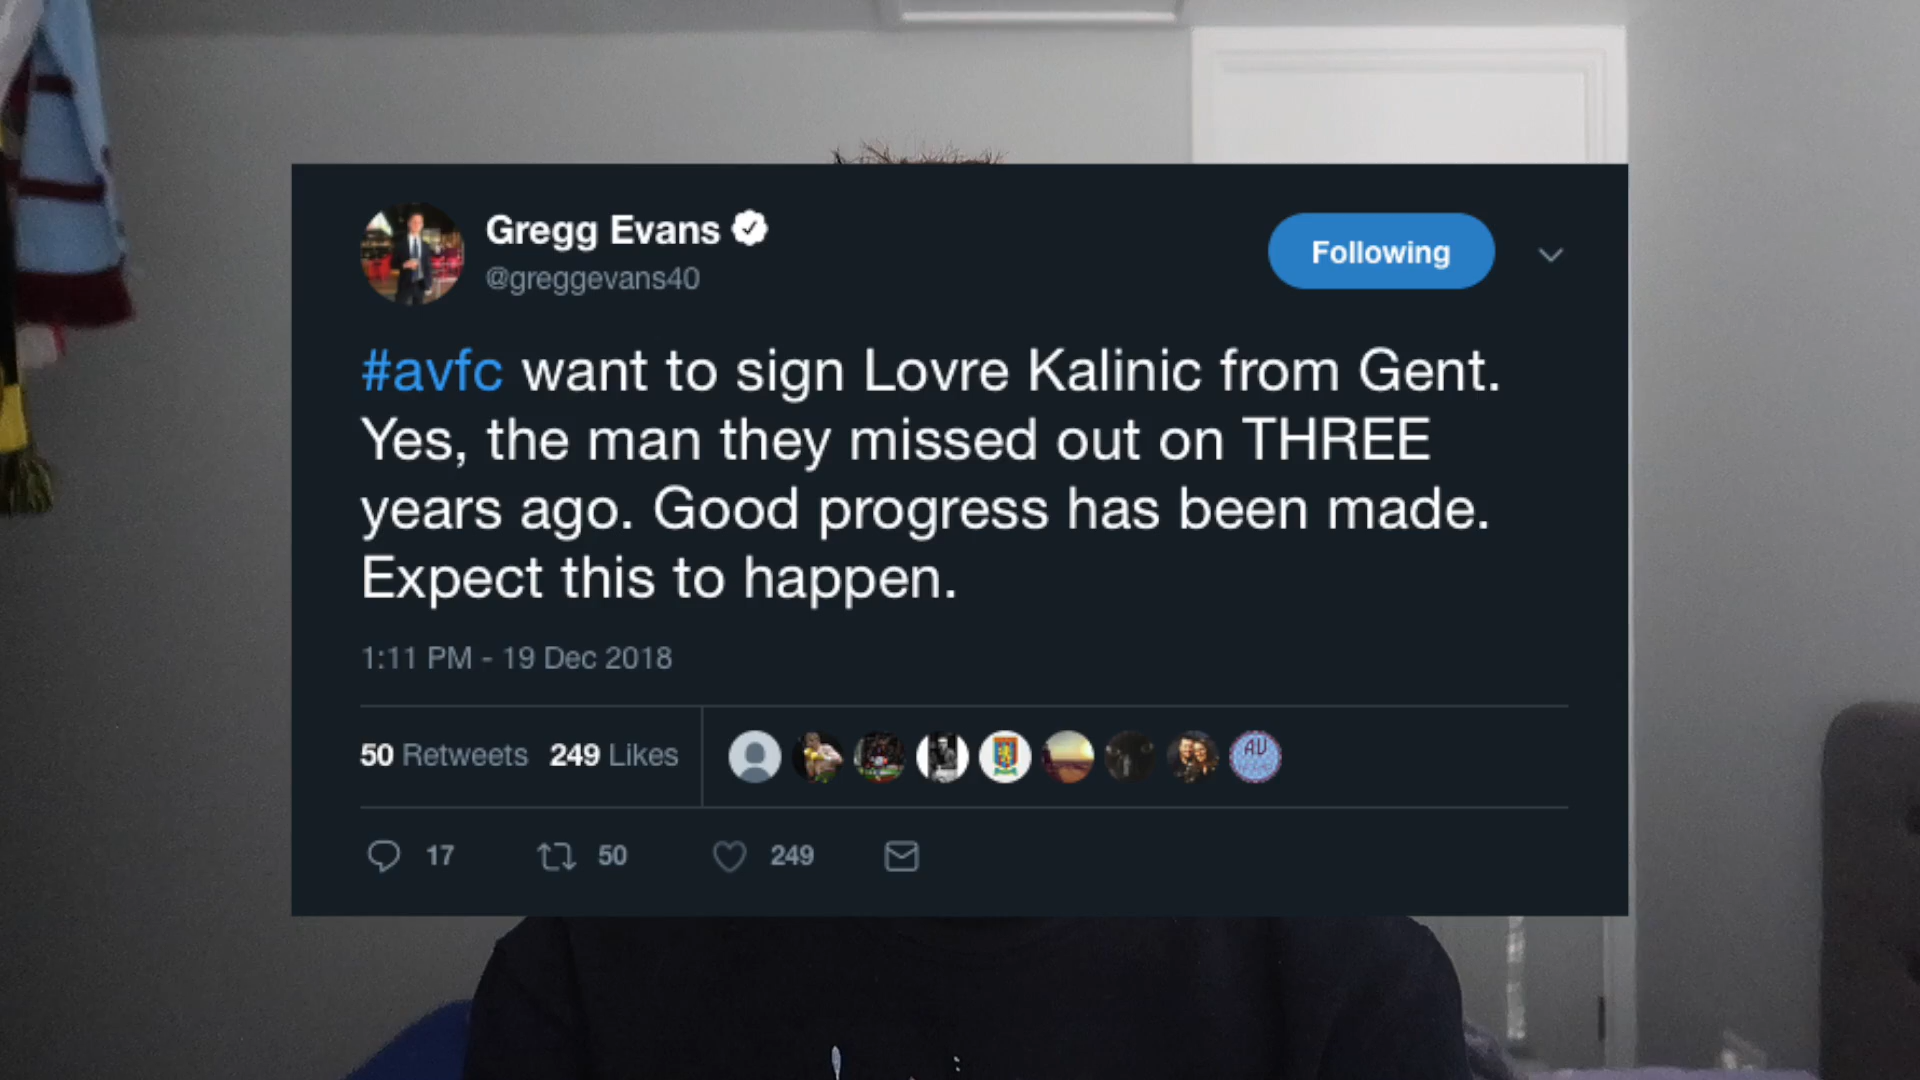 Gregg Evans
@greggevans40
Following
#avfc want to sign Lovre Kalinic from Gent.
Yes, the man they missed out on THREE
years ago. Good progress has been made.
Expect this to happen.
1:11 PM - 19 Dec 2018
50 Retweets 249 Likes
AV
17 50 249